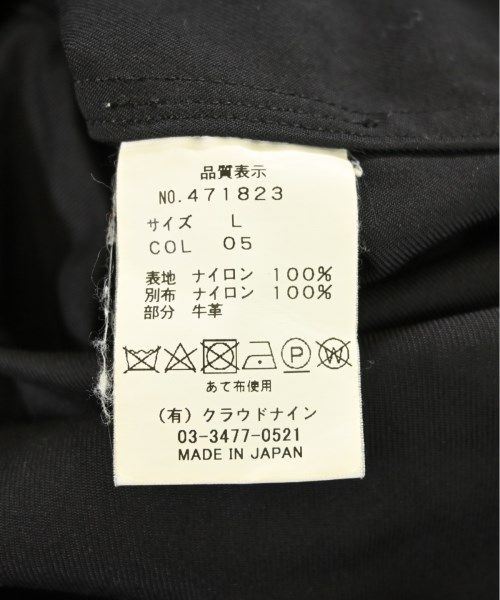 品質表示
NO. 471823
サイズ L
COL 05
表地 ナイロン 100%
別布 ナイロン 100%
部分 牛革
P W
あて布使用
(有) クラウドナイン
03-3477-0521
MADE IN JAPAN